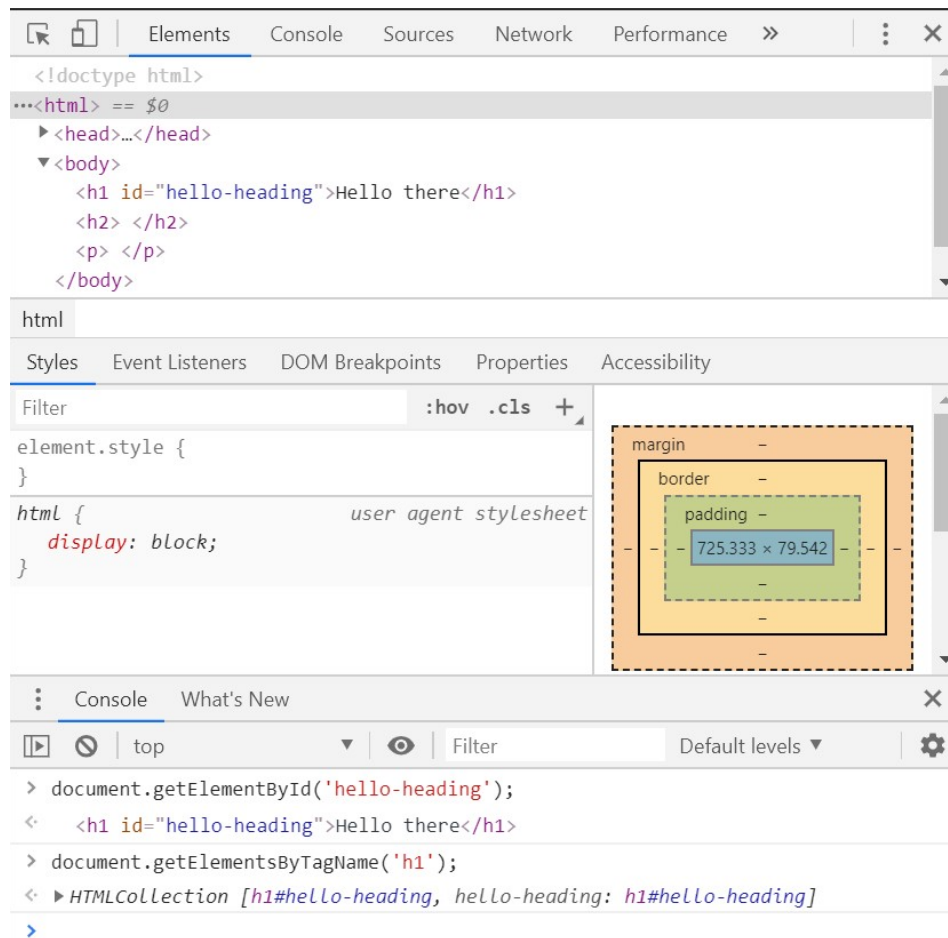 Elements Console Sources Network Performance »
<!doctype html>
…<html> == $0
<head>…</head>
<body>
<h1 id="hello-heading">Hello there</h1>
<h2> </h2>
<p> </p>
</body>
html
Styles Event Listeners DOM Breakpoints Properties Accessibility
Filter :hov .cls +
element.style {
}
html { user agent stylesheet
display: block;
}
margin –
border –
padding –
– – – 725.333 × 79.542 – – –
–
–
–
Console What's New
top Filter Default levels
> document.getElementById('hello-heading');
<h1 id="hello-heading">Hello there</h1>
> document.getElementsByTagName('h1');
HTMLCollection [h1#hello-heading, hello-heading: h1#hello-heading]
>